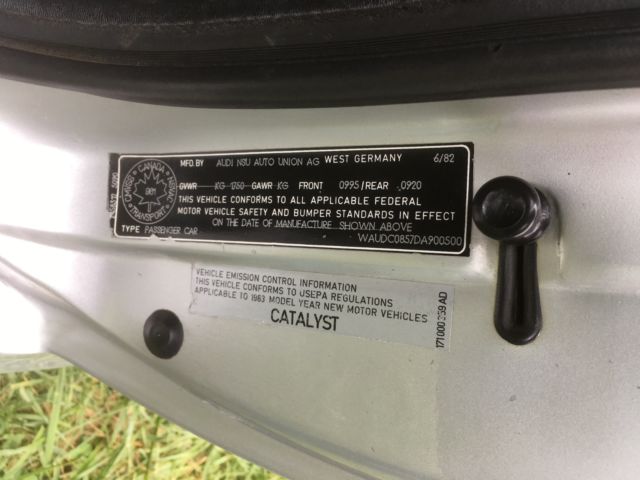 MFD.BY AUDI NSU AUTO UNION AG WEST GERMANY 6/82
GVWR KG 1750 GAWR KG FRONT 0995/REAR 0920
THIS VEHICLE CONFORMS TO ALL APPLICABLE FEDERAL
MOTOR VEHICLE SAFETY AND BUMPER STANDARDS IN EFFECT
ON THE DATE OF MANUFACTURE SHOWN ABOVE
TYPE PASSENGER CAR WAUDC0857DA900500
CANADA
TRANSPORT
VEHICLE EMISSION CONTROL INFORMATION
THIS VEHICLE CONFORMS TO USEPA REGULATIONS
APPLICABLE TO 1983 MODEL YEAR NEW MOTOR VEHICLES
CATALYST